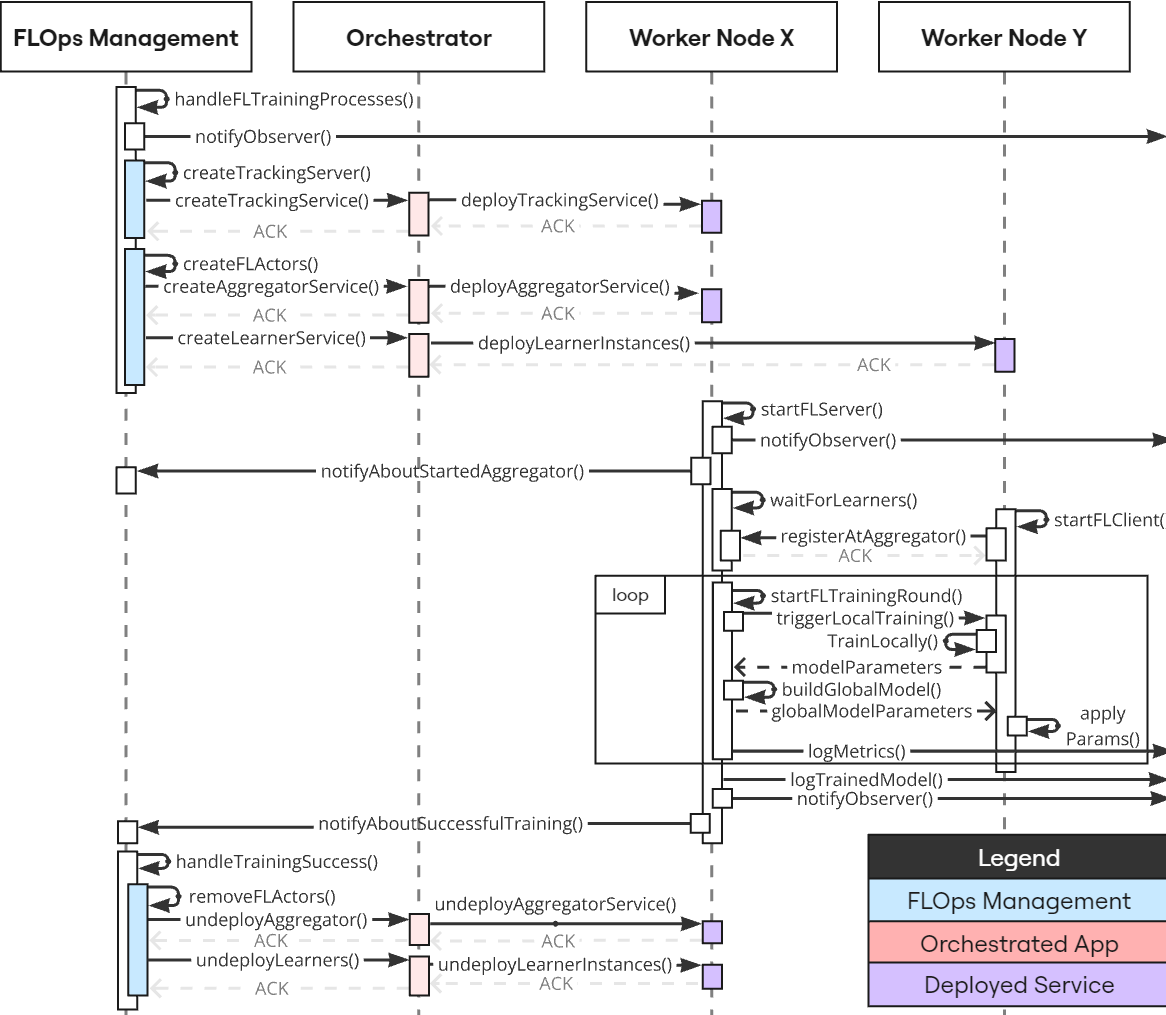 FLOps Management
Orchestrator
Worker Node X
Worker Node Y
handleFLTrainingProcesses()
notifyObserver()
createTrackingServer()
createTrackingService()
deployTrackingService()
ACK
ACK
createFLActors()
createAggregatorService()
deployAggregatorService()
ACK
ACK
createLearnerService()
deployLearnerInstances()
ACK
ACK
startFLServer()
notifyObserver()
notifyAboutStartedAggregator()
waitForLearners()
startFLClient(
registerAtAggregator()
ACK
loop
startFLTrainingRound()
triggerLocalTraining()
TrainLocally()
modelParameters
buildGlobalModel()
globalModelParameters
apply
Params()
logMetrics()
logTrainedModel()
notifyObserver()
notifyAboutSuccessfulTraining()
handleTrainingSuccess()
removeFLActors()
undeployAggregator()
undeployAggregatorService()
ACK
ACK
undeployLearners()
undeployLearnerInstances()
ACK
ACK
Legend
FLOps Management
Orchestrated App
Deployed Service